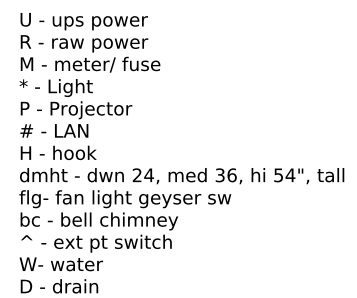 U - ups power
R - raw power
M - meter/ fuse
* - Light
P - Projector
# - LAN
H - hook
dmht - dwn 24, med 36, hi 54", tall
flg- fan light geyser sw
bc - bell chimney
^ - ext pt switch
W- water
D - drain